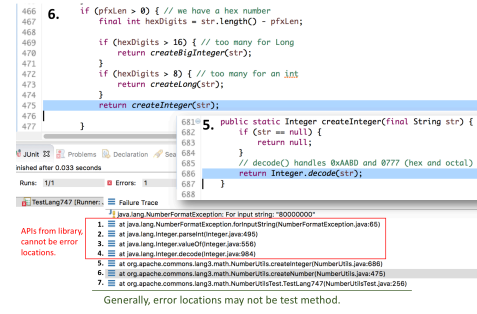 466 6. if (pfxLen > 0) { // we have a hex number
467 final int hexDigits = str.length() - pfxLen;
468
469 if (hexDigits > 16) { // too many for Long
470 return createBigInteger(str);
471 }
472 if (hexDigits > 8) { // too many for an int
473 return createLong(str);
474 }
475 return createInteger(str);
476
477 }
681 5. public static Integer createInteger(final String str) {
682 if (str == null) {
683 return null;
684 }
685 // decode() handles 0xAABD and 0777 (hex and octal)
686 return Integer.decode(str);
687 }
688
JUnit Problems Declaration
inished after 0.033 seconds
Runs: 1/1 Errors: 1
TestLang747 [Runner: Failure Trace
java.lang.NumberFormatException: For input string: "80000000"
APIs from library, cannot be error locations.
1. at java.lang.NumberFormatException.forInputString(NumberFormatException.java:65)
2. at java.lang.Integer.parseInt(Integer.java:495)
3. at java.lang.Integer.valueOf(Integer.java:556)
4. at java.lang.Integer.decode(Integer.java:984)
5. at org.apache.commons.lang3.math.NumberUtils.createInteger(NumberUtils.java:686)
6. at org.apache.commons.lang3.math.NumberUtils.createNumber(NumberUtils.java:475)
7. at org.apache.commons.lang3.math.NumberUtilsTest.TestLang747(NumberUtilsTest.java:256)
Generally, error locations may not be test method.